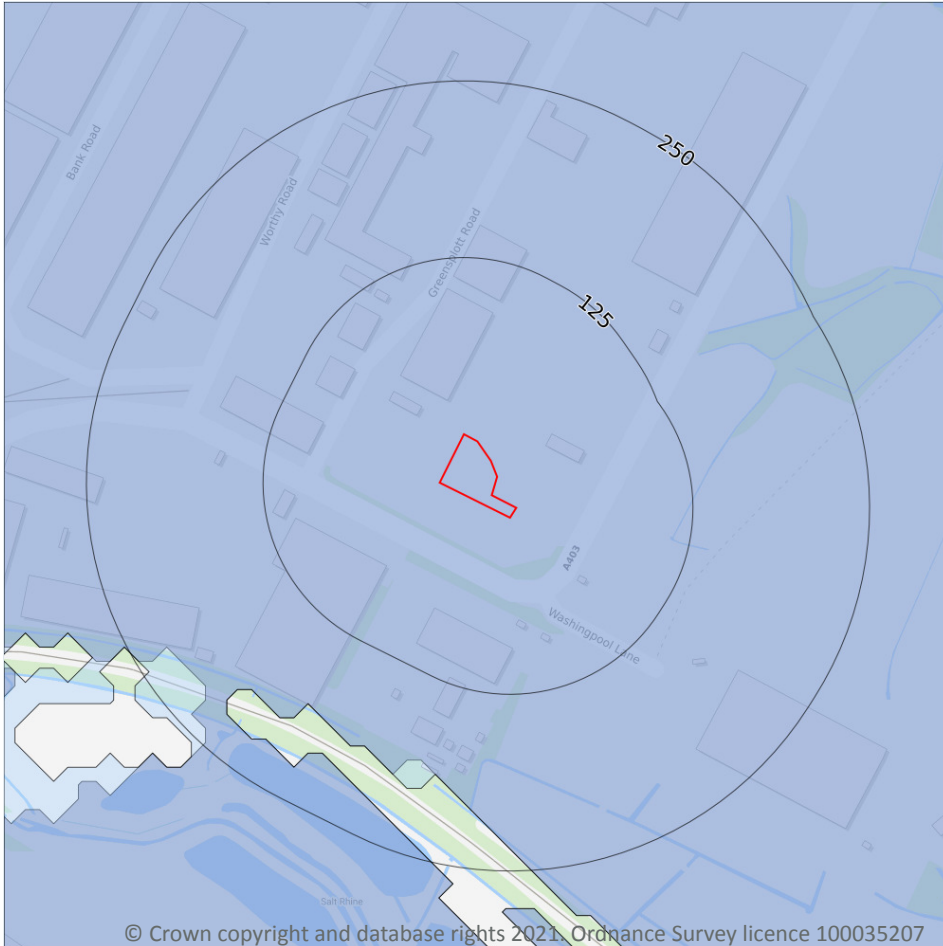 250
Bank Road
Worthy Road
Greensplott Road
125
A403
Washingpool Lane
Salt Rhine
© Crown copyright and database rights 2021. Ordnance Survey licence 100035207